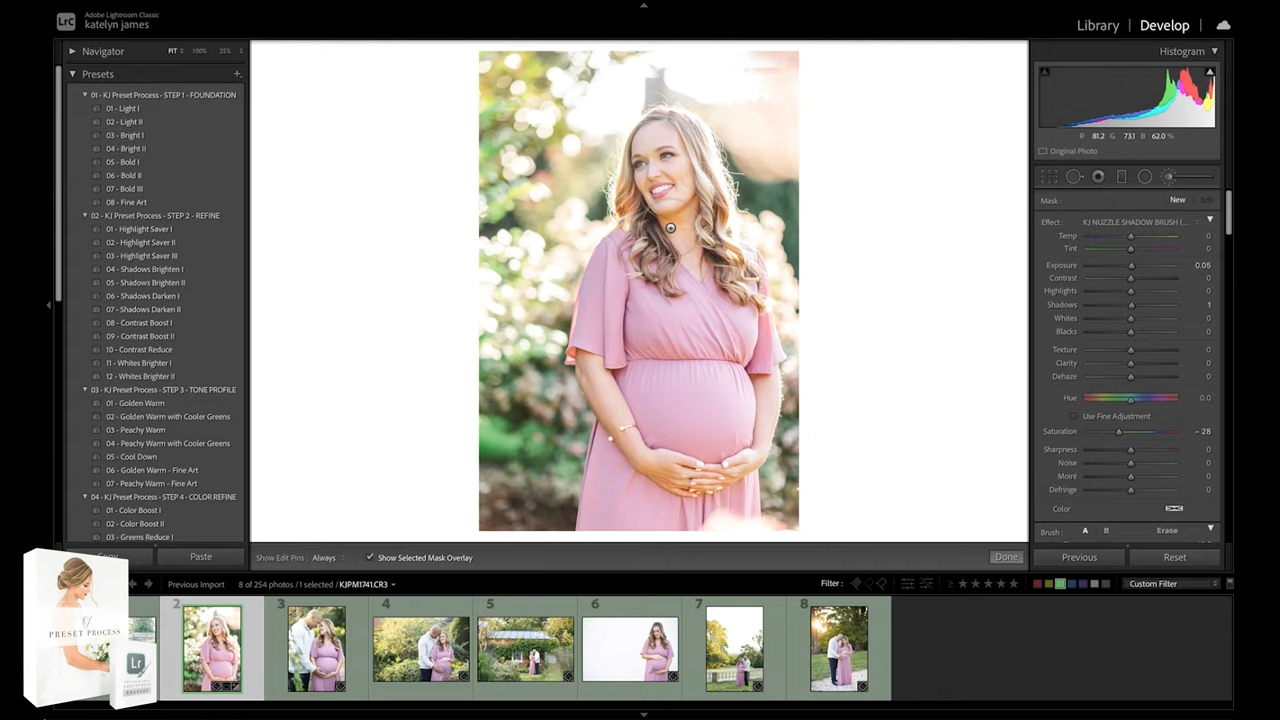 Adobe Lightroom Classic
LrC katelyn james
Library | Develop
Navigator FIT 100% 25%
Histogram
Presets
01 - KJ Preset Process - STEP 1 - FOUNDATION
01 - Light I
02 - Light II
03 - Bright I
04 - Bright II
05 - Bold I
06 - Bold II
07 - Bold III
08 - Fine Art
02 - KJ Preset Process - STEP 2 - REFINE
01 - Highlight Saver I
02 - Highlight Saver II
03 - Highlight Saver III
04 - Shadows Brighten I
05 - Shadows Brighten II
06 - Shadows Darken I
07 - Shadows Darken II
08 - Contrast Boost I
09 - Contrast Boost II
10 - Contrast Reduce
11 - Whites Brighter I
12 - Whites Brighter II
03 - KJ Preset Process - STEP 3 - TONE PROFILE
01 - Golden Warm
02 - Golden Warm with Cooler Greens
03 - Peachy Warm
04 - Peachy Warm with Cooler Greens
05 - Cool Down
06 - Golden Warm - Fine Art
07 - Peachy Warm - Fine Art
04 - KJ Preset Process - STEP 4 - COLOR REFINE
01 - Color Boost I
02 - Color Boost II
03 - Greens Reduce I
R 81.2 G 73.1 B 62.0 %
Original Photo
Mask: New Edit
Effect: KJ NUZZLE SHADOW BRUSH (...
Temp 0
Tint 0
Exposure 0.05
Contrast 0
Highlights 0
Shadows 1
Whites 0
Blacks 0
Texture 0
Clarity 0
Dehaze 0
Hue 0.0
Use Fine Adjustment
Saturation - 28
Sharpness 0
Noise 0
Moiré 0
Defringe 0
Color
Brush: A B Erase
Copy Paste
Show Edit Pins: Always Show Selected Mask Overlay Done
Previous Reset
Previous Import 8 of 254 photos / 1 selected / KJPM1741.CR3
Filter: Custom Filter
2 3 4 5 6 7 8
KJ
PRESET PROCESS
Lr
ADJUSTMENT
BRUSHES